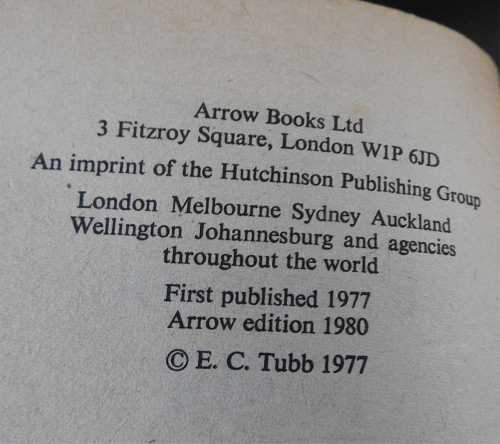 Arrow Books Ltd
3 Fitzroy Square, London W1P 6JD
An imprint of the Hutchinson Publishing Group
London Melbourne Sydney Auckland
Wellington Johannesburg and agencies
throughout the world
First published 1977
Arrow edition 1980
© E. C. Tubb 1977